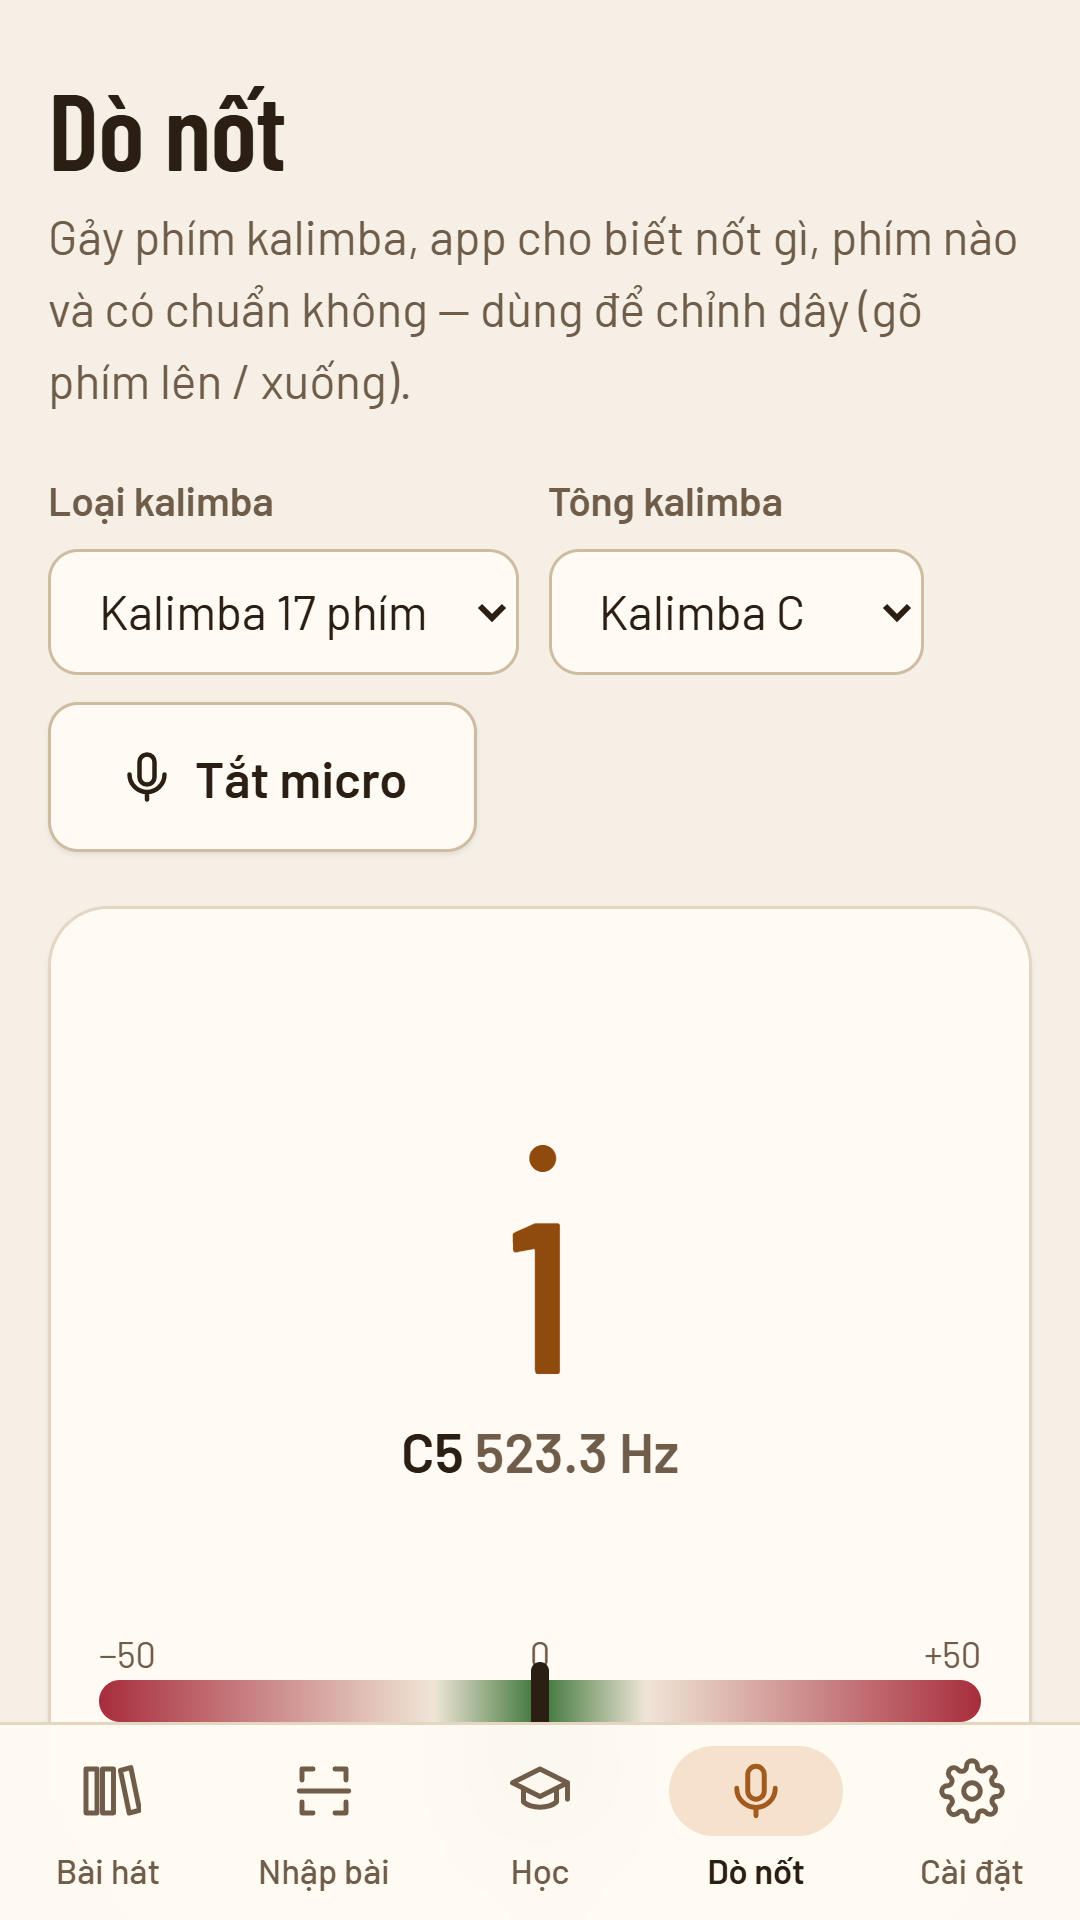 Dò nốt
Gảy phím kalimba, app cho biết nốt gì, phím nào
và có chuẩn không — dùng để chỉnh dây (gõ
phím lên / xuống).
Loại kalimba
Tông kalimba
Kalimba 17 phím
Kalimba C
Tắt micro
1
C5 523.3 Hz
−50
0
+50
Bài hát
Nhập bài
Học
Dò nốt
Cài đặt